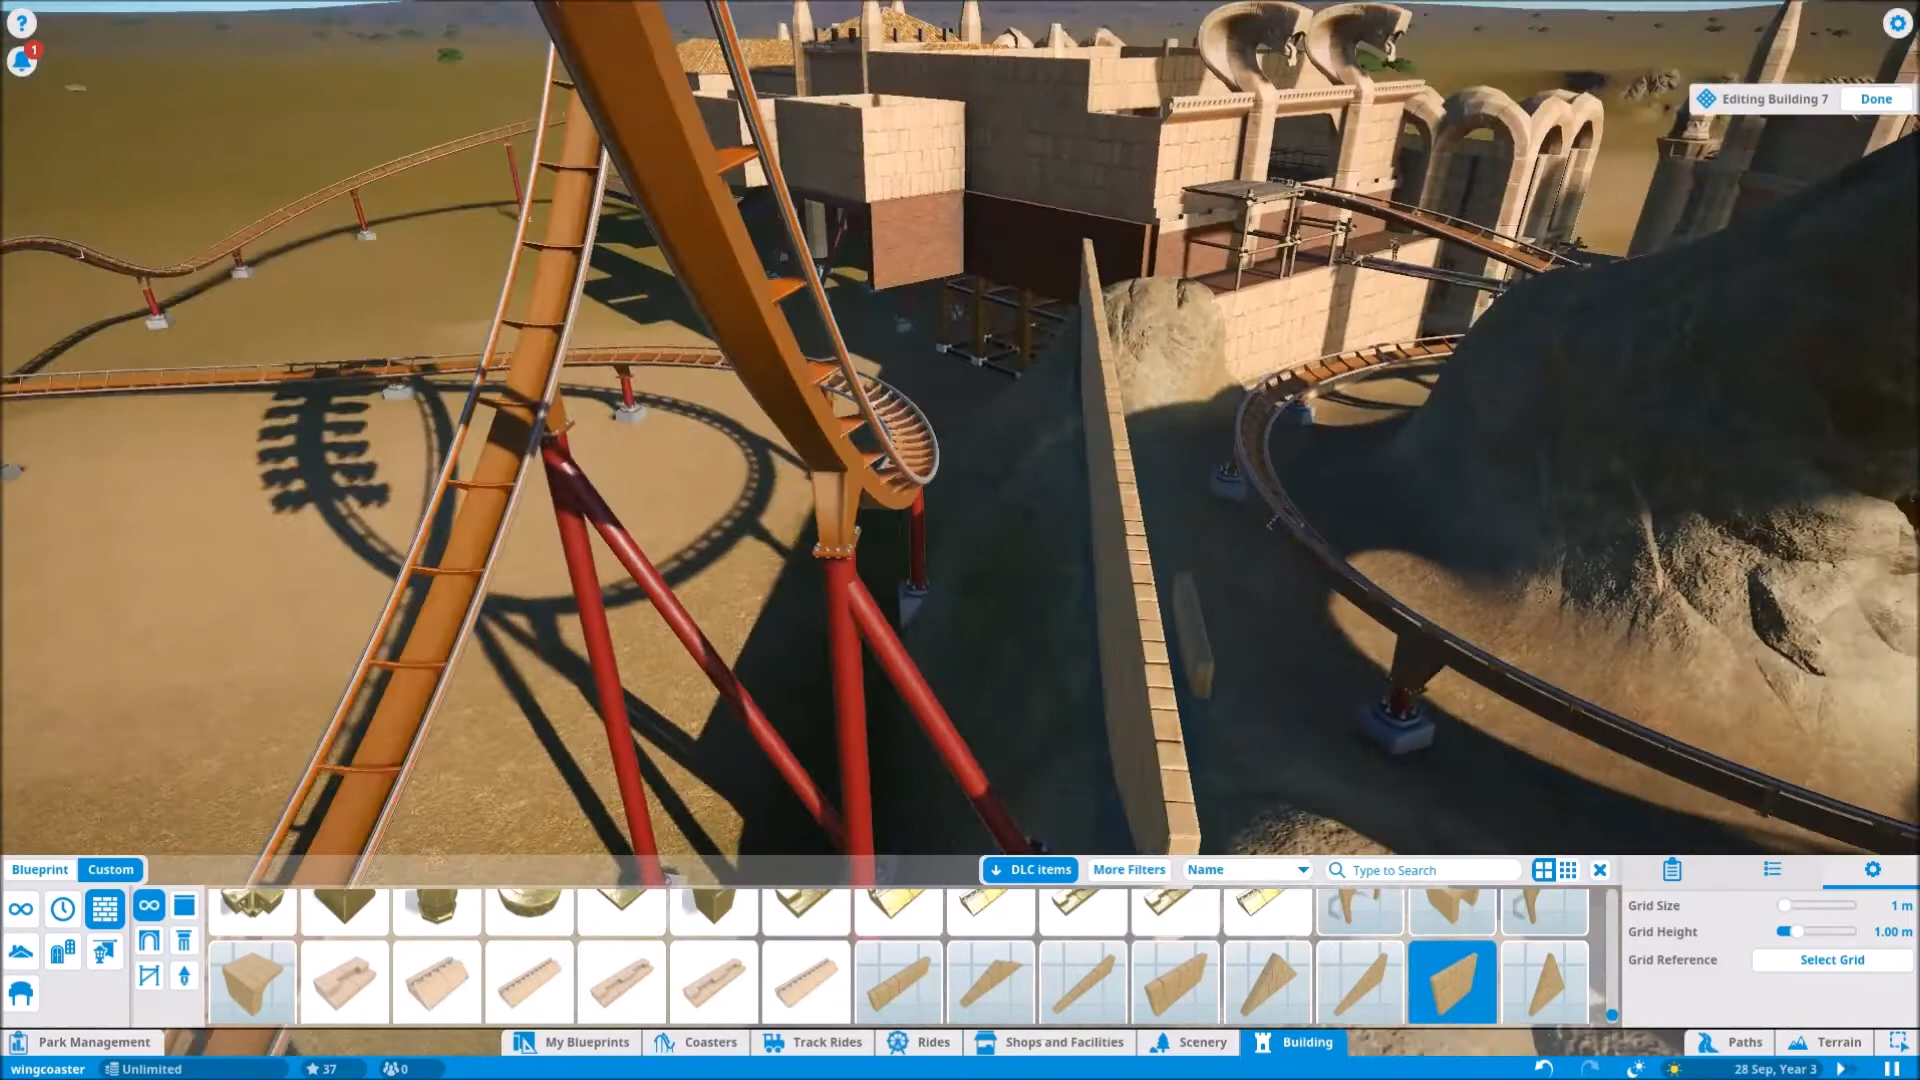 ?
1
Editing Building 7 Done
Blueprint Custom
DLC items More Filters Name Type to Search
Grid Size 1 m
Grid Height 1.00 m
Grid Reference Select Grid
Park Management My Blueprints Coasters Track Rides Rides Shops and Facilities Scenery Building Paths Terrain
wingcoaster Unlimited 37 0 28 Sep, Year 3